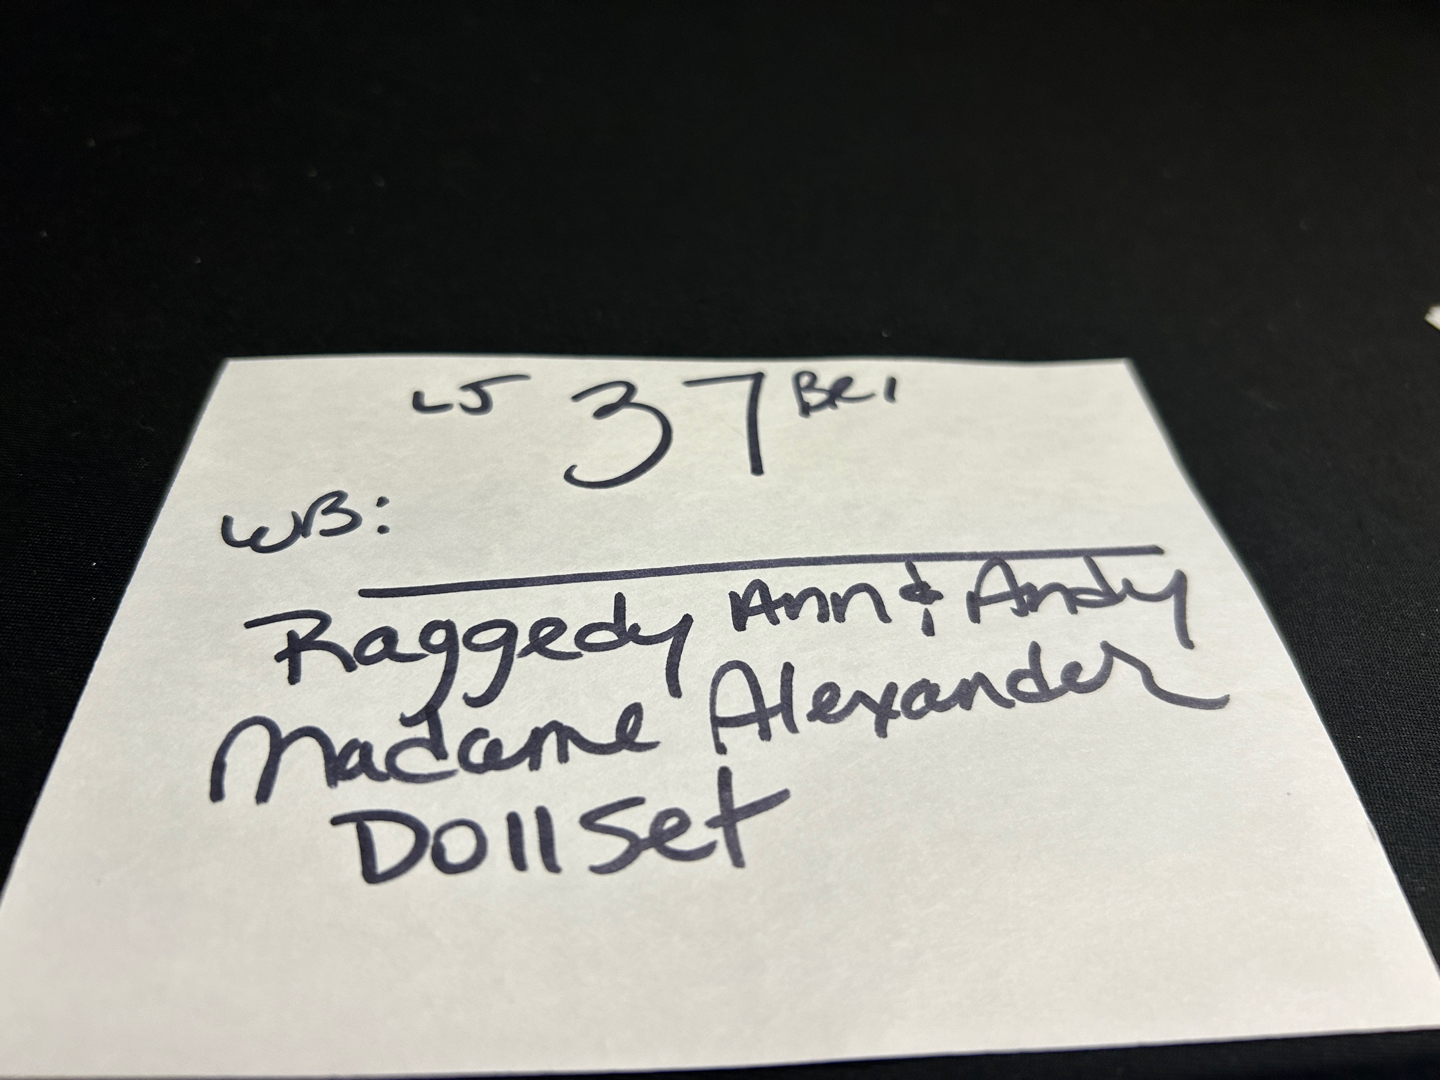 LJ 37 BR1
WB:
Raggedy Ann & Andy
Madame Alexander
Doll Set